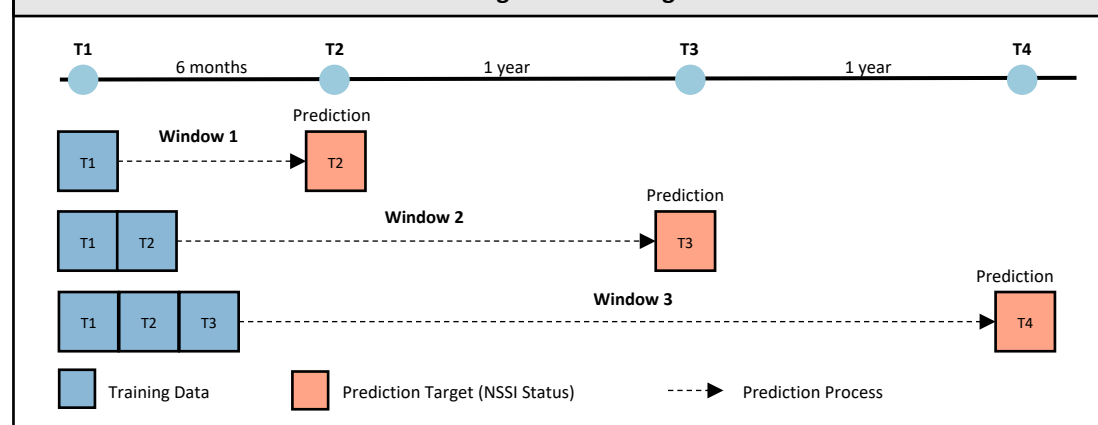 T1 T2 T3 T4
6 months 1 year 1 year
Prediction
Window 1
T1 T2
Prediction
Window 2
T1 T2 T3
Prediction
Window 3
T1 T2 T3 T4
Training Data Prediction Target (NSSI Status) Prediction Process